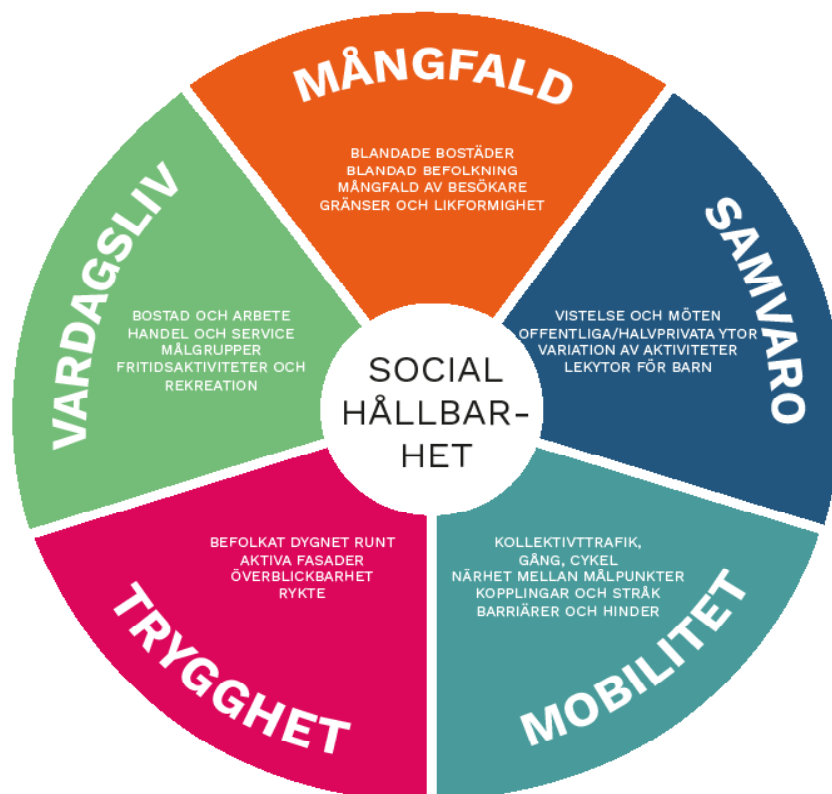 MÅNGFALD
BLANDADE BOSTÄDER
BLANDAD BEFOLKNING
MÅNGFALD AV BESÖKARE
GRÄNSER OCH LIKFORMIGHET
SAMVARO
VISTELSE OCH MÖTEN
OFFENTLIGA/HALVPRIVATA YTOR
VARIATION AV AKTIVITETER
LEKYTOR FÖR BARN
MOBILITET
KOLLEKTIVTTRAFIK,
GÅNG, CYKEL
NÄRHET MELLAN MÅLPUNKTER
KOPPLINGAR OCH STRÅK
BARRIÄRER OCH HINDER
TRYGGHET
BEFOLKAT DYGNET RUNT
AKTIVA FASADER
ÖVERBLICKBARHET
RYKTE
VARDAGSLIV
BOSTAD OCH ARBETE
HANDEL OCH SERVICE
MÅLGRUPPER
FRITIDSAKTIVITETER OCH
REKREATION
SOCIAL
HÅLLBAR-
HET